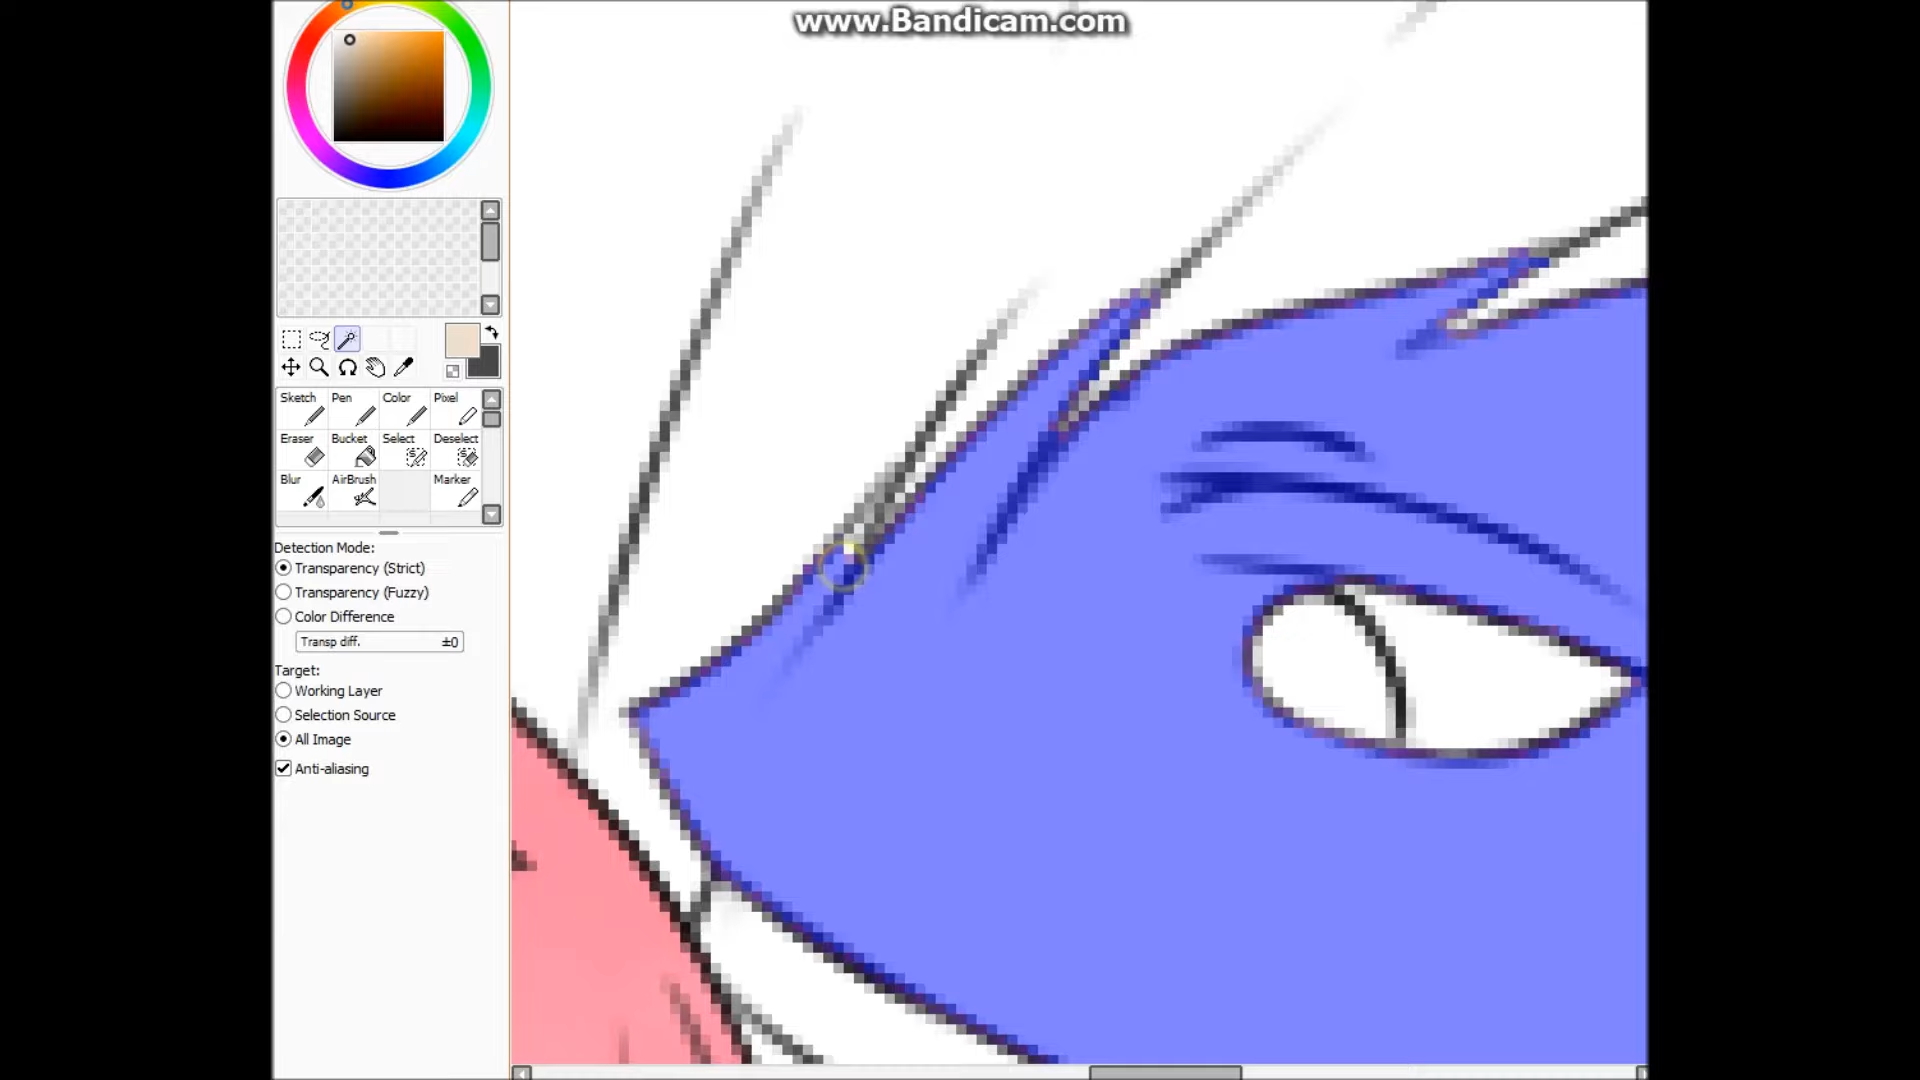 www.Bandicam.com
Sketch Pen Color Pixel
Eraser Bucket Select Deselect
Blur AirBrush Marker
Detection Mode:
Transparency (Strict)
Transparency (Fuzzy)
Color Difference
Transp diff. ±0
Target:
Working Layer
Selection Source
All Image
Anti-aliasing